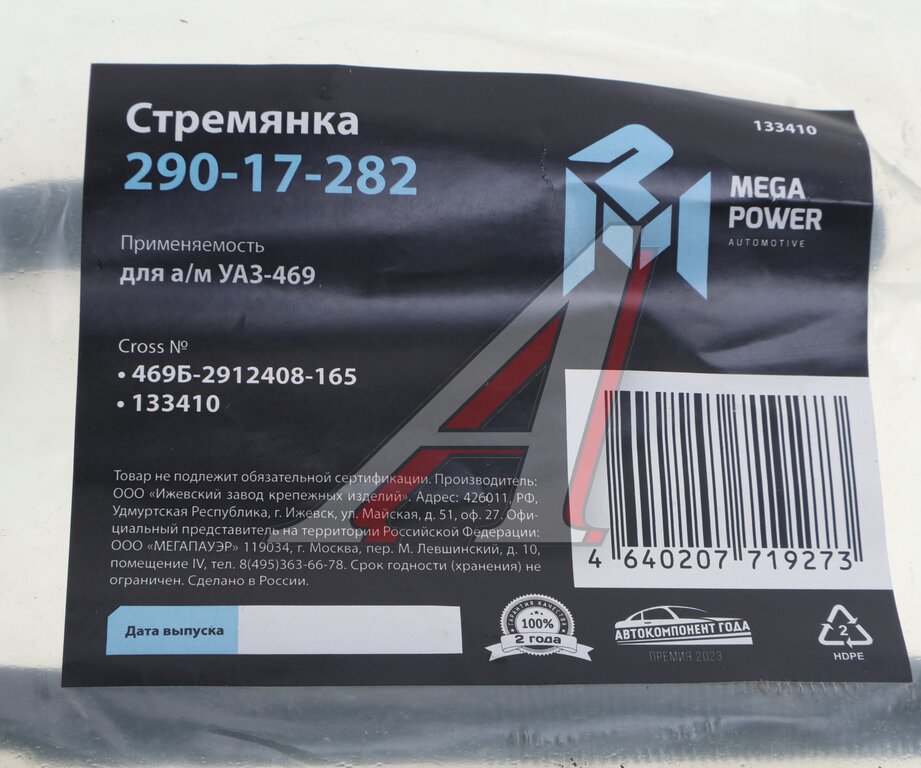 Стремянка
290-17-282
133410
MEGA
POWER
AUTOMOTIVE
Применяемость
для а/м УАЗ-469
Cross №
• 469Б-2912408-165
• 133410
Товар не подлежит обязательной сертификации. Производитель:
ООО «Ижевский завод крепежных изделий». Адрес: 426011, РФ,
Удмуртская Республика, г. Ижевск, ул. Майская, д. 51, оф. 27. Офи-
циальный представитель на территории Российской Федерации:
ООО «МЕГАПАУЭР» 119034, г. Москва, пер. М. Левшинский, д. 10,
помещение IV, тел. 8(495)363-66-78. Срок годности (хранения) не
ограничен. Сделано в России.
4 640207 719273
Дата выпуска
ГАРАНТИЯ КАЧЕСТВА
100%
2 года
АВТОКОМПОНЕНТ ГОДА
ПРЕМИЯ 2023
2
HDPE